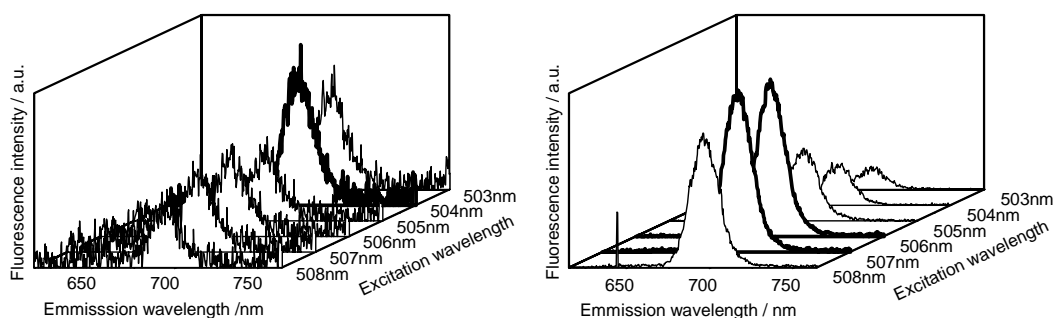 Fluorescence intensity / a.u.
650
700
750
Emmisssion wavelength /nm
503nm
504nm
505nm
506nm
507nm
508nm
Excitation wavelength
Fluorescence intensity / a.u.
650
700
750
Emmisssion wavelength / nm
503nm
504nm
505nm
506nm
507nm
508nm
Excitation wavelength